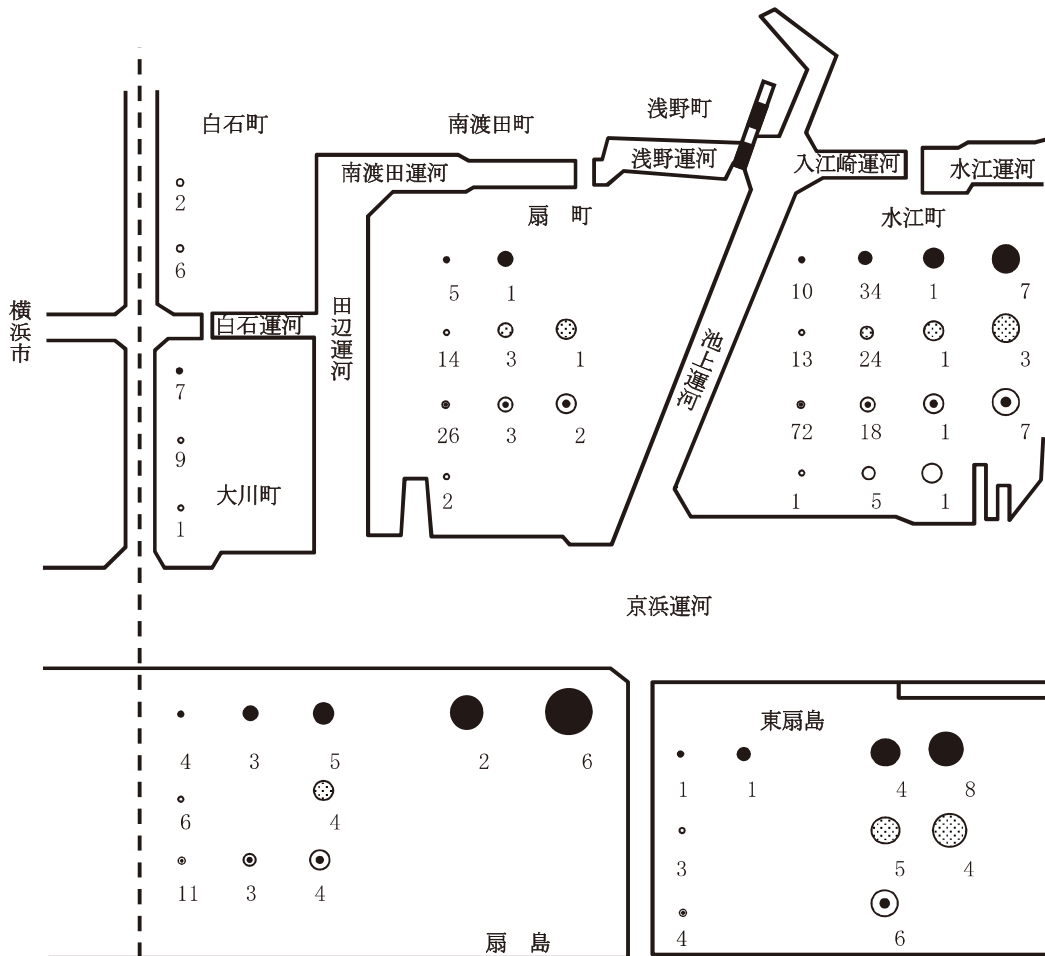 白石町
南渡田町
浅野町
南渡田運河
浅野運河
入江崎運河
水江運河
2
6
扇 町
水江町
5 1
10 34 1 7
横浜市
白石運河
田辺運河
池上運河
14 3 1
13 24 1 3
7
26 3 2
72 18 1 7
9
大川町
2
1 5 1
1
京浜運河
東扇島
4 3 5 2 6
1 1 4 8
6 4
3 5 4
11 3 4
4 6
扇 島